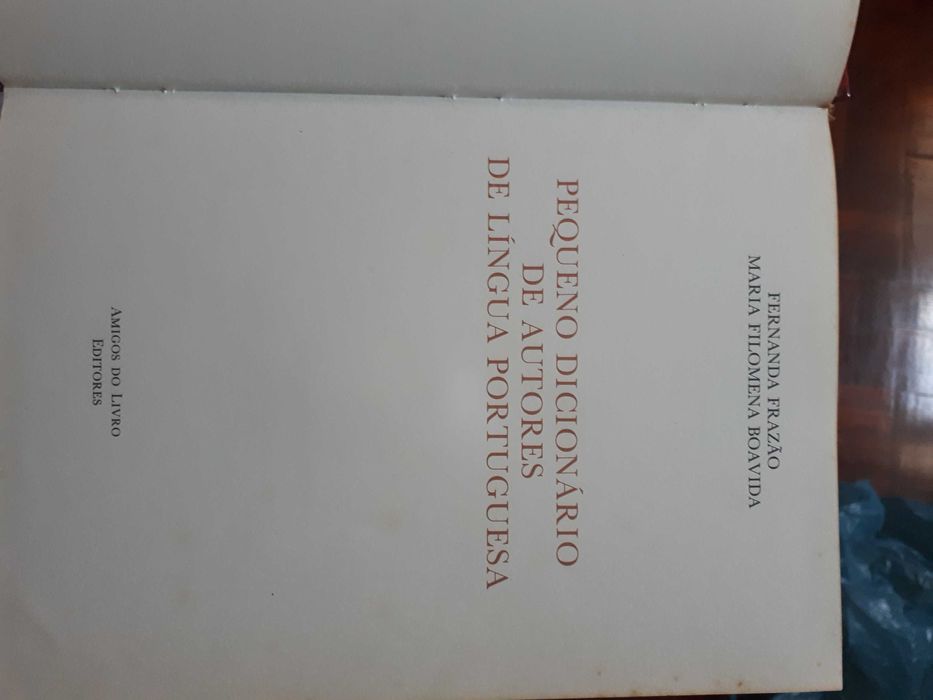 FERNANDA FRAZÃO
MARIA FILOMENA BOAVIDA
PEQUENO DICIONÁRIO
DE AUTORES
DE LÍNGUA PORTUGUESA
AMIGOS DO LIVRO
EDITORES